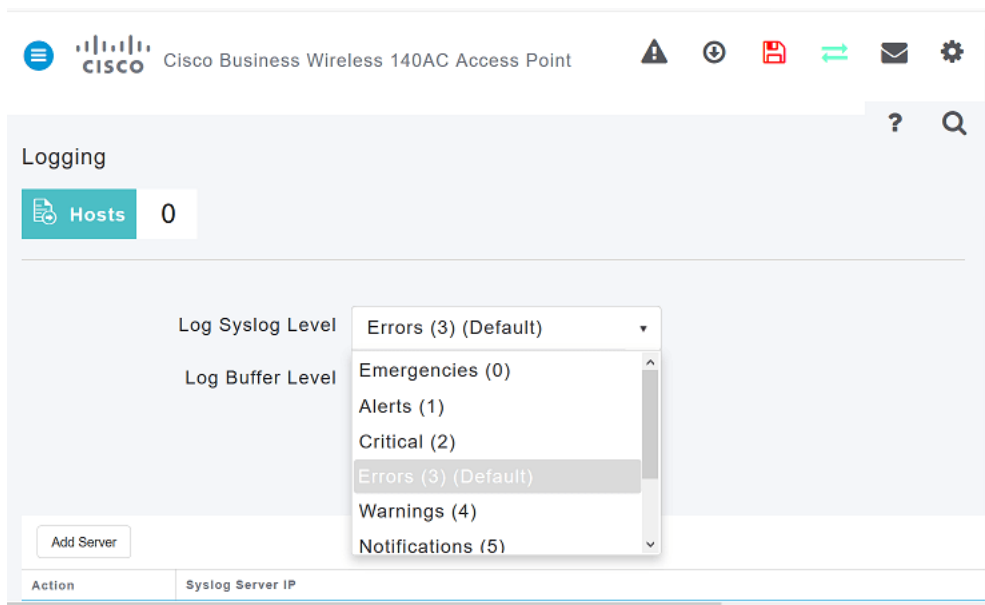 CISCO
Cisco Business Wireless 140AC Access Point
?
Logging
Hosts 0
Log Syslog Level Errors (3) (Default)
Log Buffer Level
Emergencies (0)
Alerts (1)
Critical (2)
Errors (3) (Default)
Warnings (4)
Notifications (5)
Add Server
Action Syslog Server IP